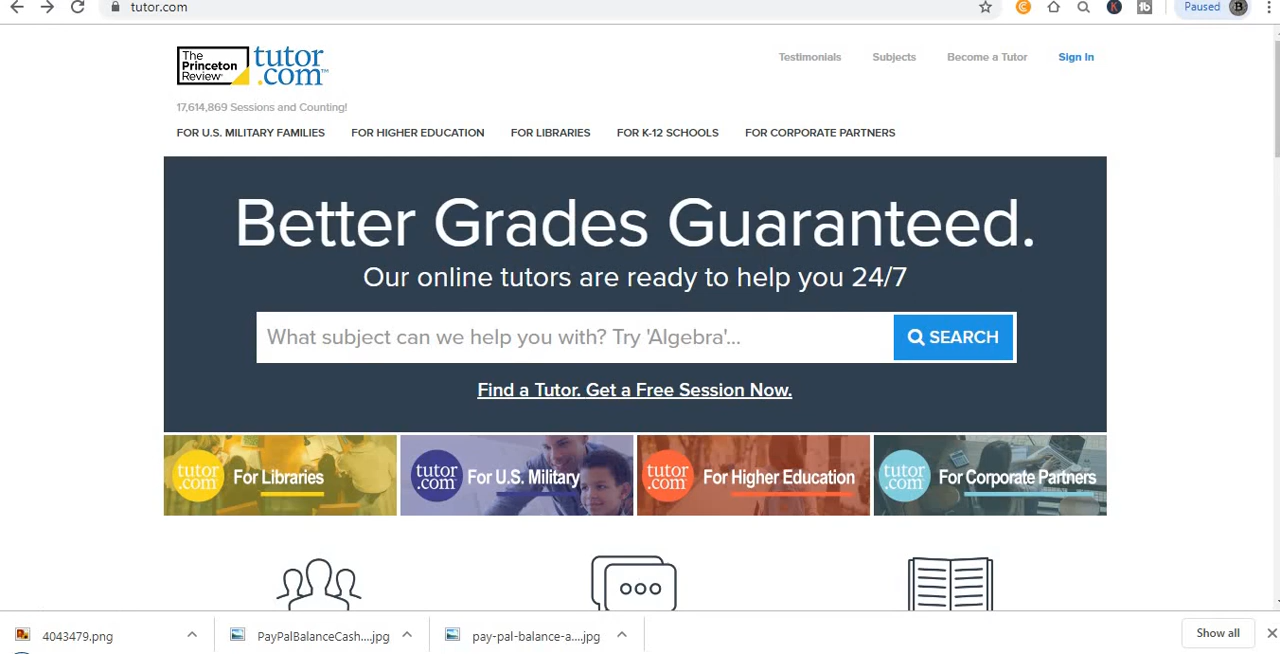 tutor.com
Paused
The
Princeton
Review
tutor
.com™
Testimonials Subjects Become a Tutor Sign In
17,614,869 Sessions and Counting!
FOR U.S. MILITARY FAMILIES FOR HIGHER EDUCATION FOR LIBRARIES FOR K-12 SCHOOLS FOR CORPORATE PARTNERS
Better Grades Guaranteed.
Our online tutors are ready to help you 24/7
What subject can we help you with? Try 'Algebra'...
SEARCH
Find a Tutor. Get a Free Session Now.
tutor
.com
For Libraries
tutor
.com
For U.S. Military
tutor
.com
For Higher Education
tutor
.com
For Corporate Partners
4043479.png
PayPalBalanceCash....jpg
pay-pal-balance-a....jpg
Show all